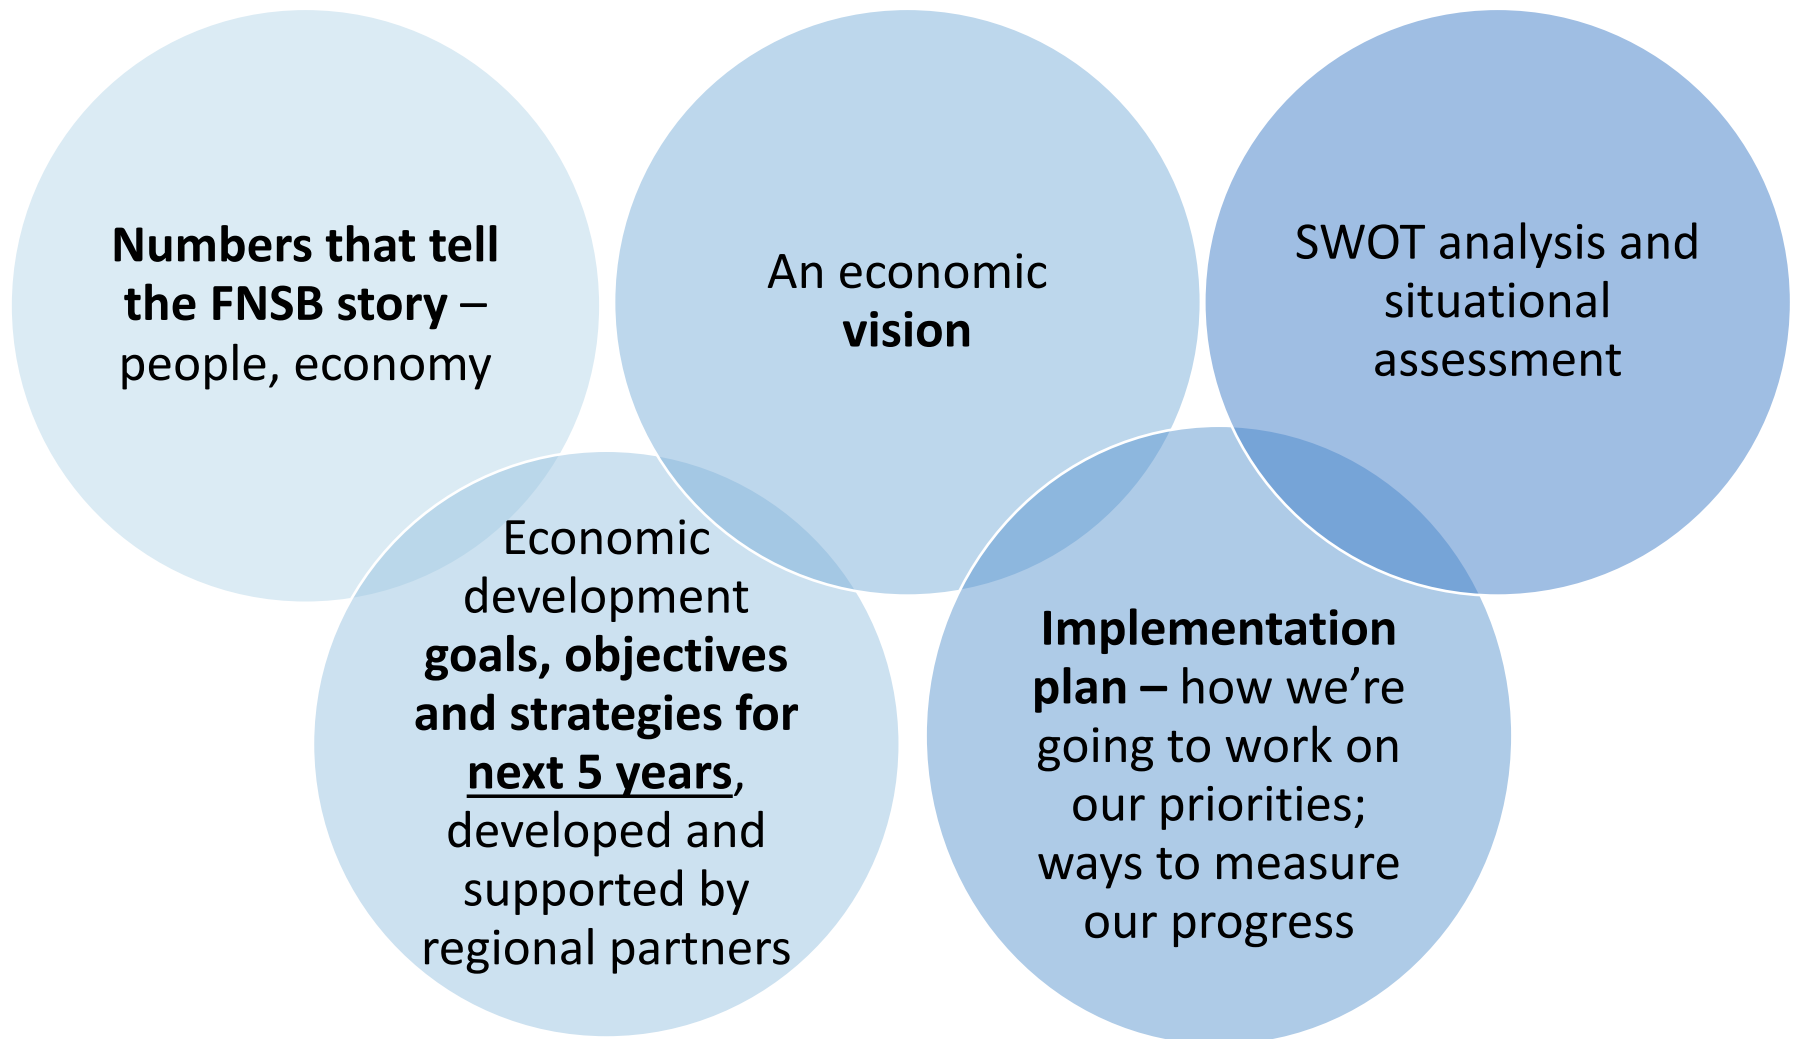 Numbers that tell
the FNSB story –
people, economy
An economic
vision
SWOT analysis and
situational
assessment
Economic
development
goals, objectives
and strategies for
next 5 years,
developed and
supported by
regional partners
Implementation
plan – how we’re
going to work on
our priorities;
ways to measure
our progress